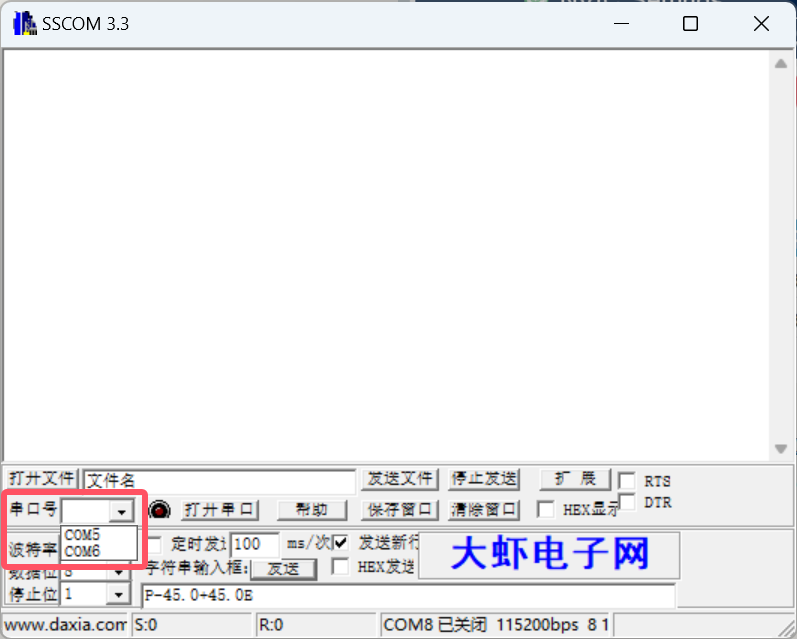 SSCOM 3.3
打开文件 文件名 发送文件 停止发送 扩 展 RTS
串口号 打开串口 帮助 保存窗口 清除窗口 HEX显示 DTR
COM5
COM6
波特率 定时发送 100 ms/次 发送新行 大虾电子网
数据位 8 字符串输入框: 发送 HEX发送
停止位 1 P-45.0+45.0E
www.daxia.com S:0 R:0 COM8 已关闭 115200bps 8 1